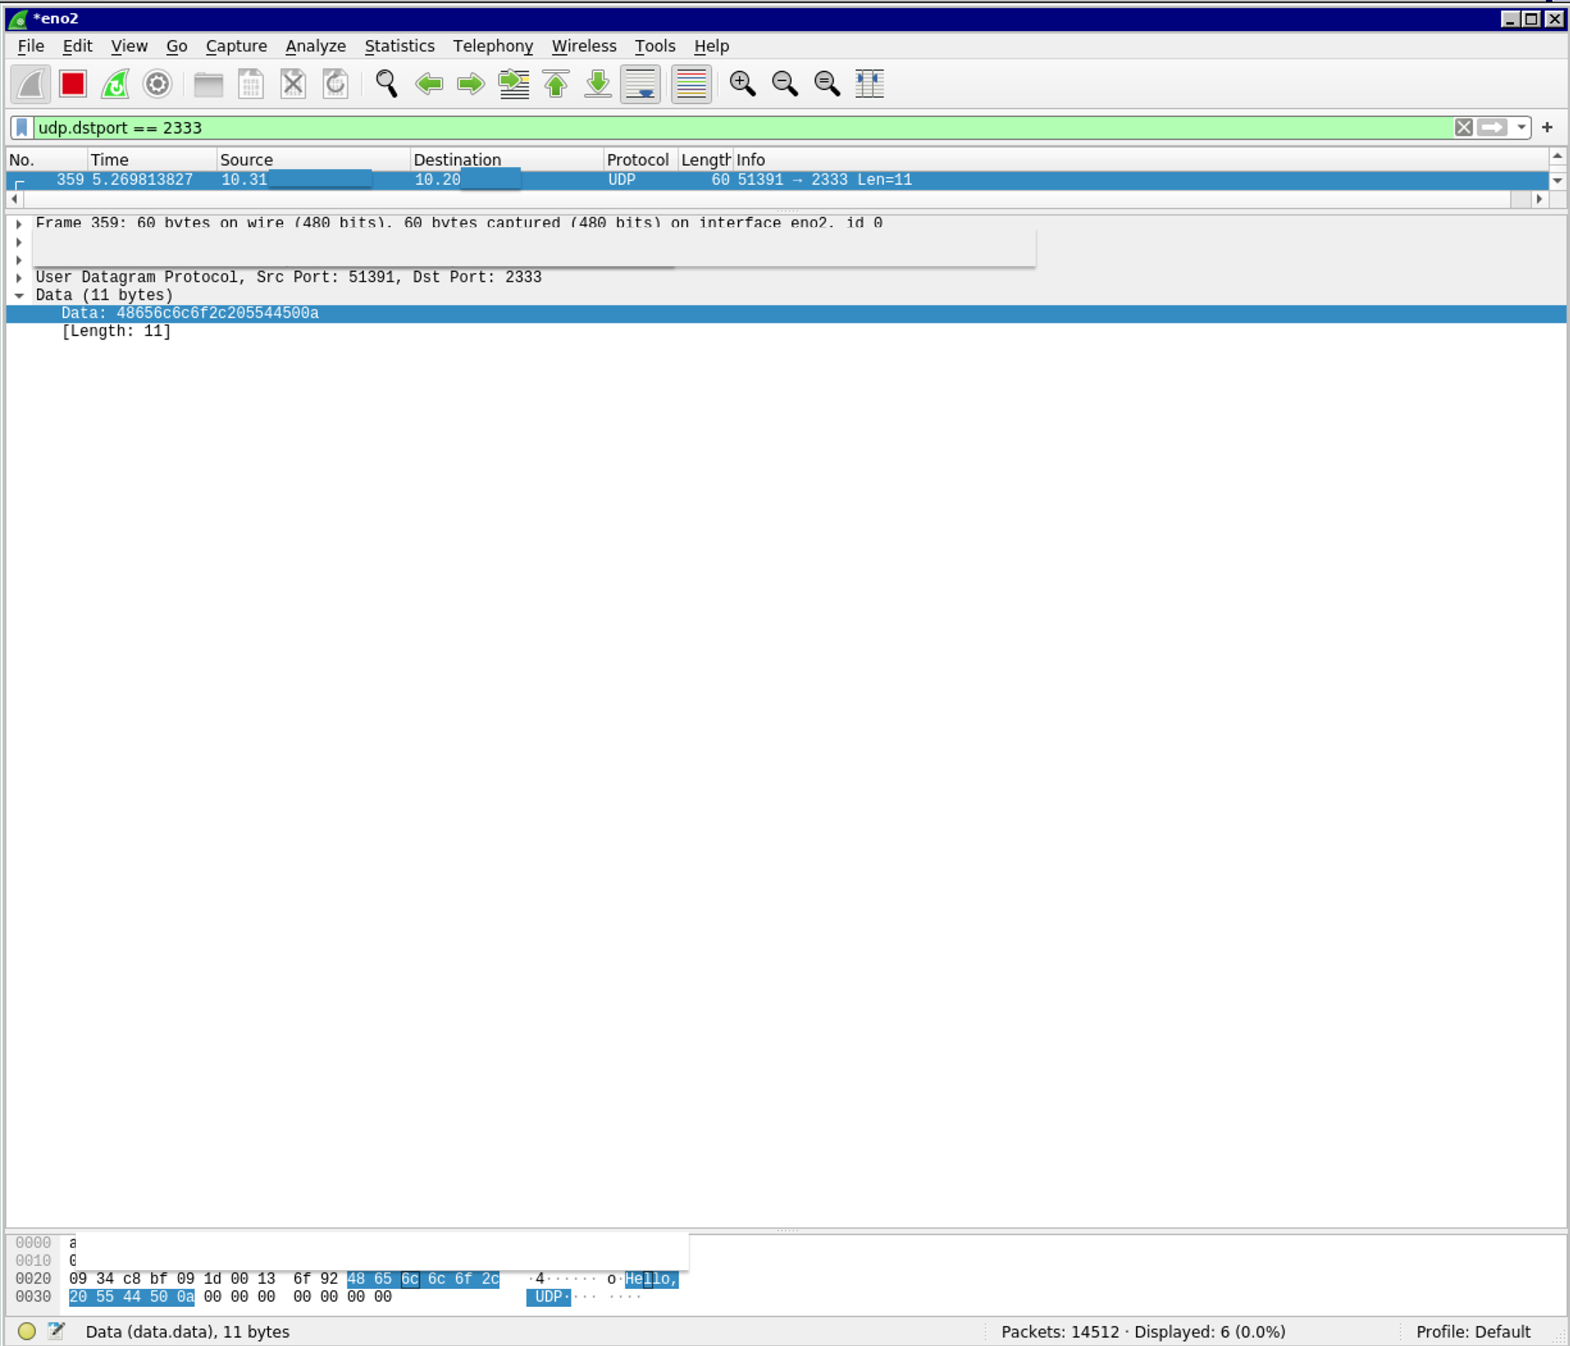 *eno2
File Edit View Go Capture Analyze Statistics Telephony Wireless Tools Help
udp.dstport == 2333
No. Time Source Destination Protocol Length Info
359 5.269813827 10.31 10.20 UDP 60 51391 → 2333 Len=11
Frame 359: 60 bytes on wire (480 bits), 60 bytes captured (480 bits) on interface eno2, id 0
User Datagram Protocol, Src Port: 51391, Dst Port: 2333
Data (11 bytes)
Data: 48656c6c6f2c205544500a
[Length: 11]
0000 a
0010 0
0020 09 34 c8 bf 09 1d 00 13 6f 92 48 65 6c 6c 6f 2c ·4······ o·Hello,
0030 20 55 44 50 0a 00 00 00 00 00 00 00 UDP···· ····
Data (data.data), 11 bytes
Packets: 14512 · Displayed: 6 (0.0%)
Profile: Default